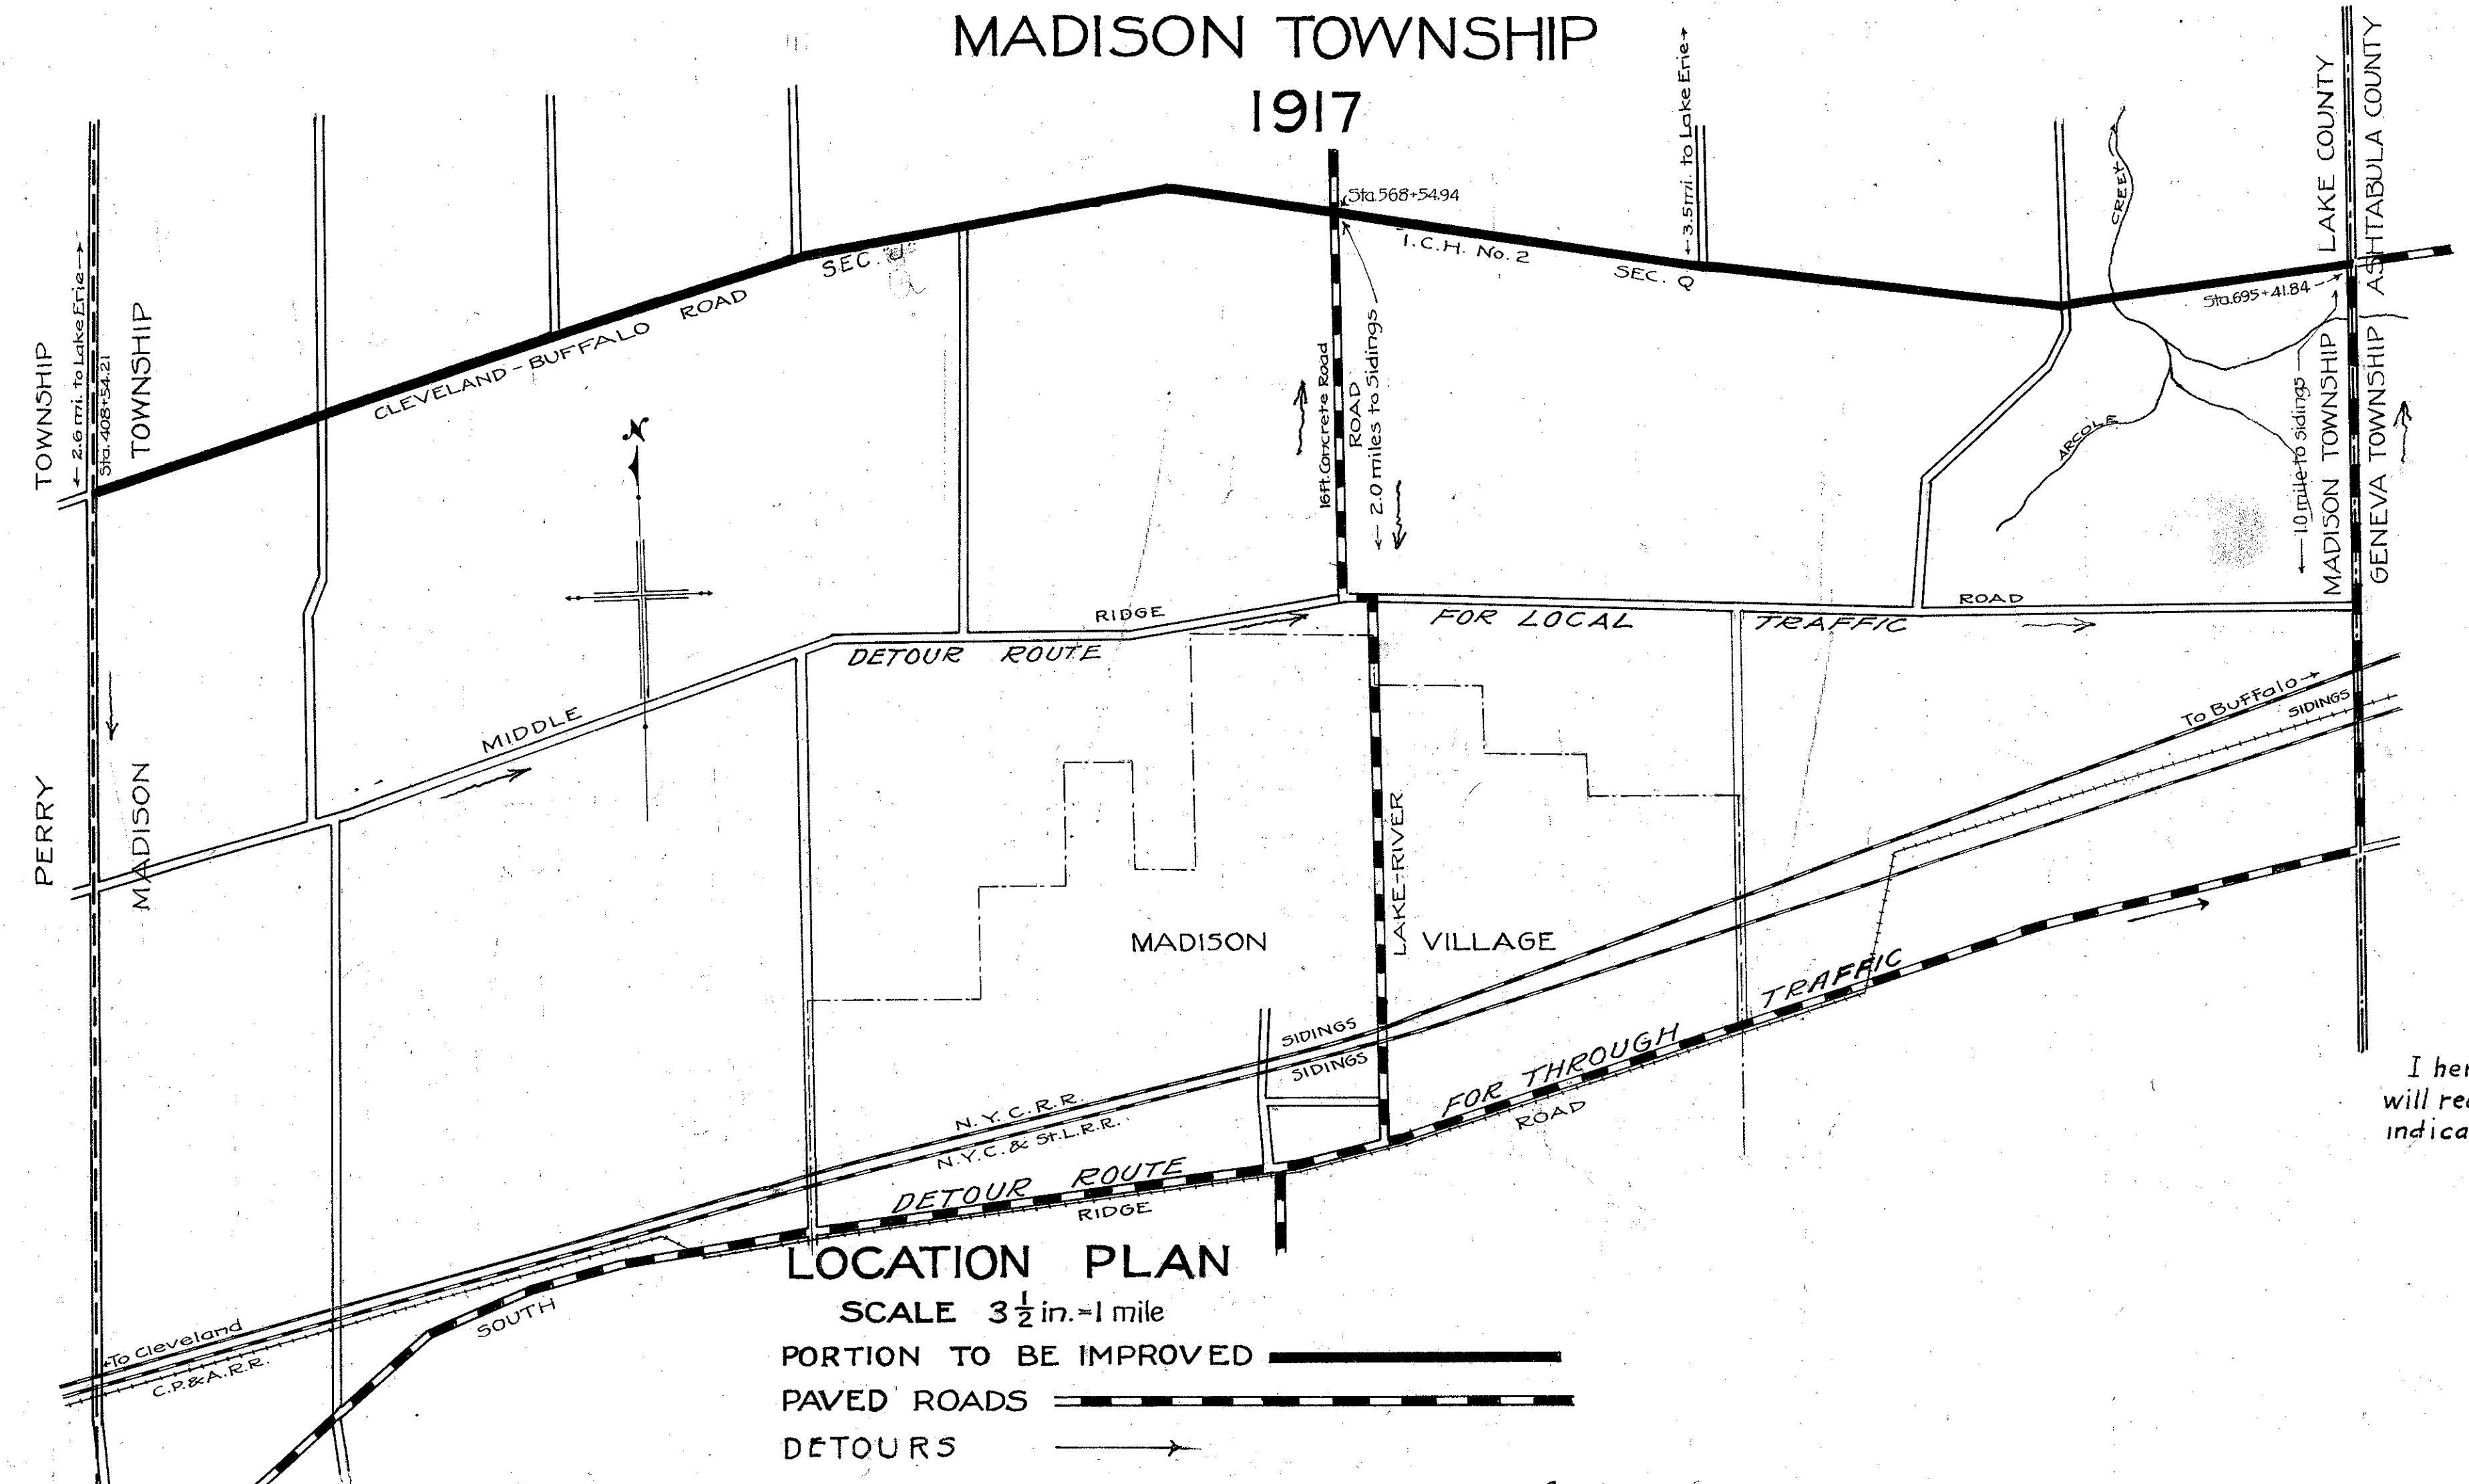 MADISON TOWNSHIP
1917
← 3.5 mi. to Lake Erie →
CREEK
LAKE COUNTY
ASHTABULA COUNTY
Sta. 568+54.94
I.C.H. No. 2
SEC.
SEC. Q
Sta. 695+41.84
CLEVELAND-BUFFALO ROAD
TOWNSHIP
← 2.6 mi. to Lake Erie →
Sta. 408+54.21
TOWNSHIP
N
16 ft. Concrete Road
ROAD
← 2.0 miles to Sidings
ARCOLE
← 1.0 mile to Sidings
MADISON TOWNSHIP
GENEVA TOWNSHIP
RIDGE
ROAD
DETOUR ROUTE FOR LOCAL TRAFFIC
MIDDLE
To Buffalo →
SIDINGS
PERRY
MADISON
LAKE-RIVER
MADISON VILLAGE
SIDINGS
SIDINGS
N.Y.C.R.R.
N.Y.C. & St.L.R.R.
DETOUR ROUTE FOR THROUGH TRAFFIC
RIDGE
ROAD
SOUTH
To Cleveland
C.P.&A.R.R.
I her
will re
indica
LOCATION PLAN
SCALE 3 1/2 in.=1 mile
PORTION TO BE IMPROVED
PAVED ROADS
DETOURS